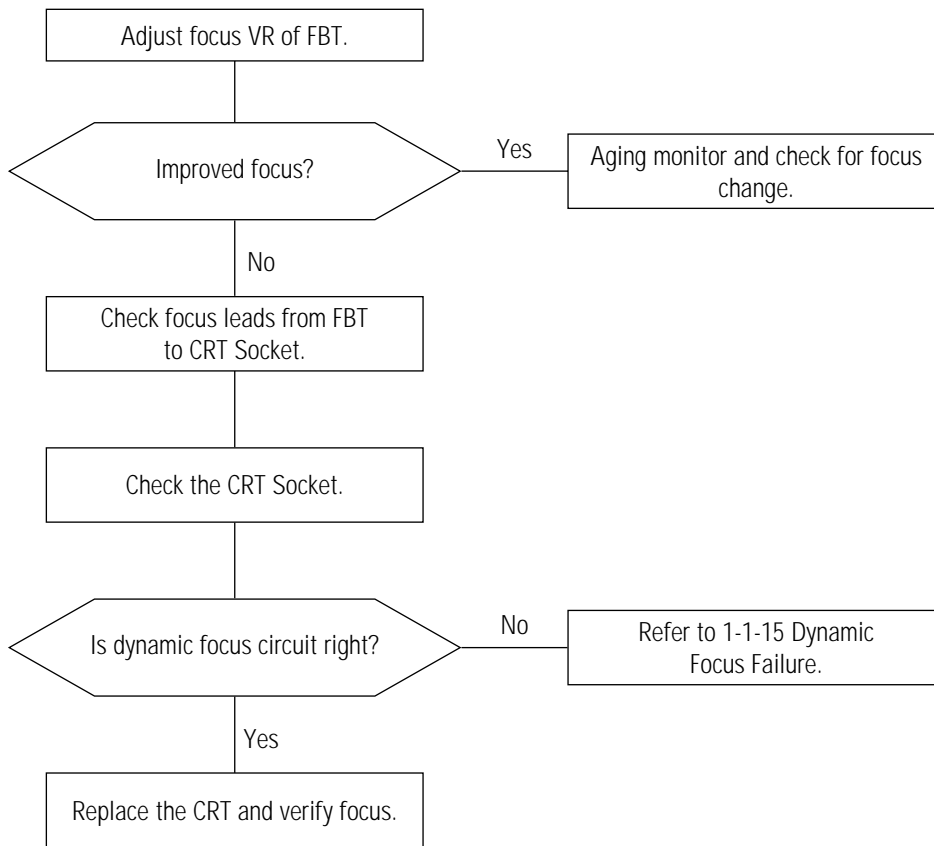 Adjust focus VR of FBT.
Improved focus?
Yes
Aging monitor and check for focus
change.
No
Check focus leads from FBT
to CRT Socket.
Check the CRT Socket.
Is dynamic focus circuit right?
No
Refer to 1-1-15 Dynamic
Focus Failure.
Yes
Replace the CRT and verify focus.